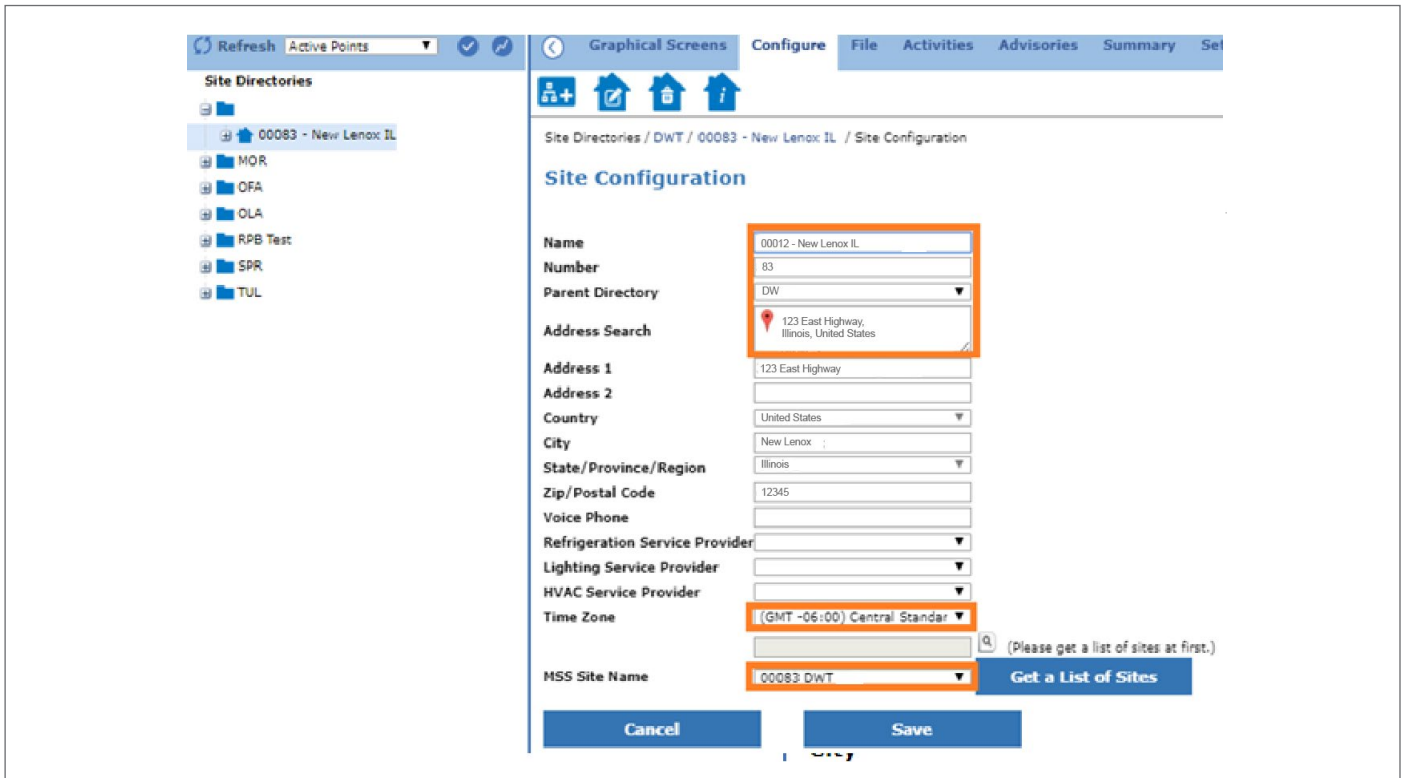 Refresh Active Points
Site Directories
00083 - New Lenox IL
MOR
OFA
OLA
RPB Test
SPR
TUL
Graphical Screens Configure File Activities Advisories Summary Set
Site Directories / DWT / 00083 - New Lenox IL / Site Configuration
Site Configuration
Name 00012 - New Lenox IL
Number 83
Parent Directory DW
Address Search 123 East Highway,
Illinois, United States
Address 1 123 East Highway
Address 2
Country United States
City New Lenox
State/Province/Region Illinois
Zip/Postal Code 12345
Voice Phone
Refrigeration Service Provider
Lighting Service Provider
HVAC Service Provider
Time Zone (GMT -06:00) Central Standar
(Please get a list of sites at first.)
MSS Site Name 00083 DWT Get a List of Sites
Cancel Save